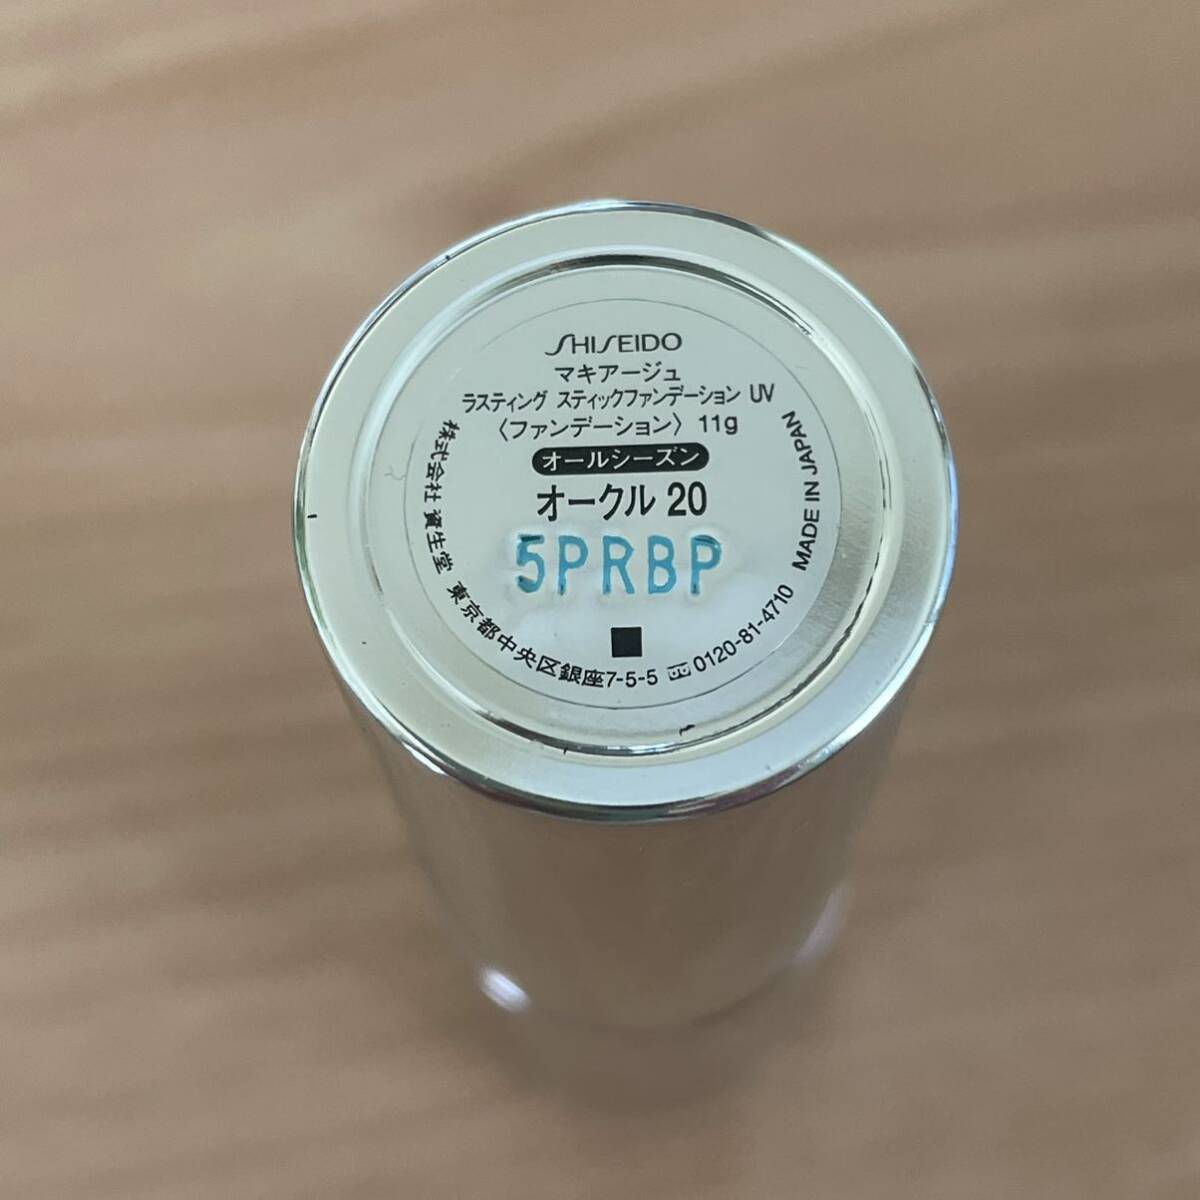 SHISEIDO
マキアージュ
ラスティング スティックファンデーション UV
〈ファンデーション〉 11g
オールシーズン
オークル 20
5PRBP
株式会社 資生堂 東京都中央区銀座7-5-5 0120-81-4710 MADE IN JAPAN